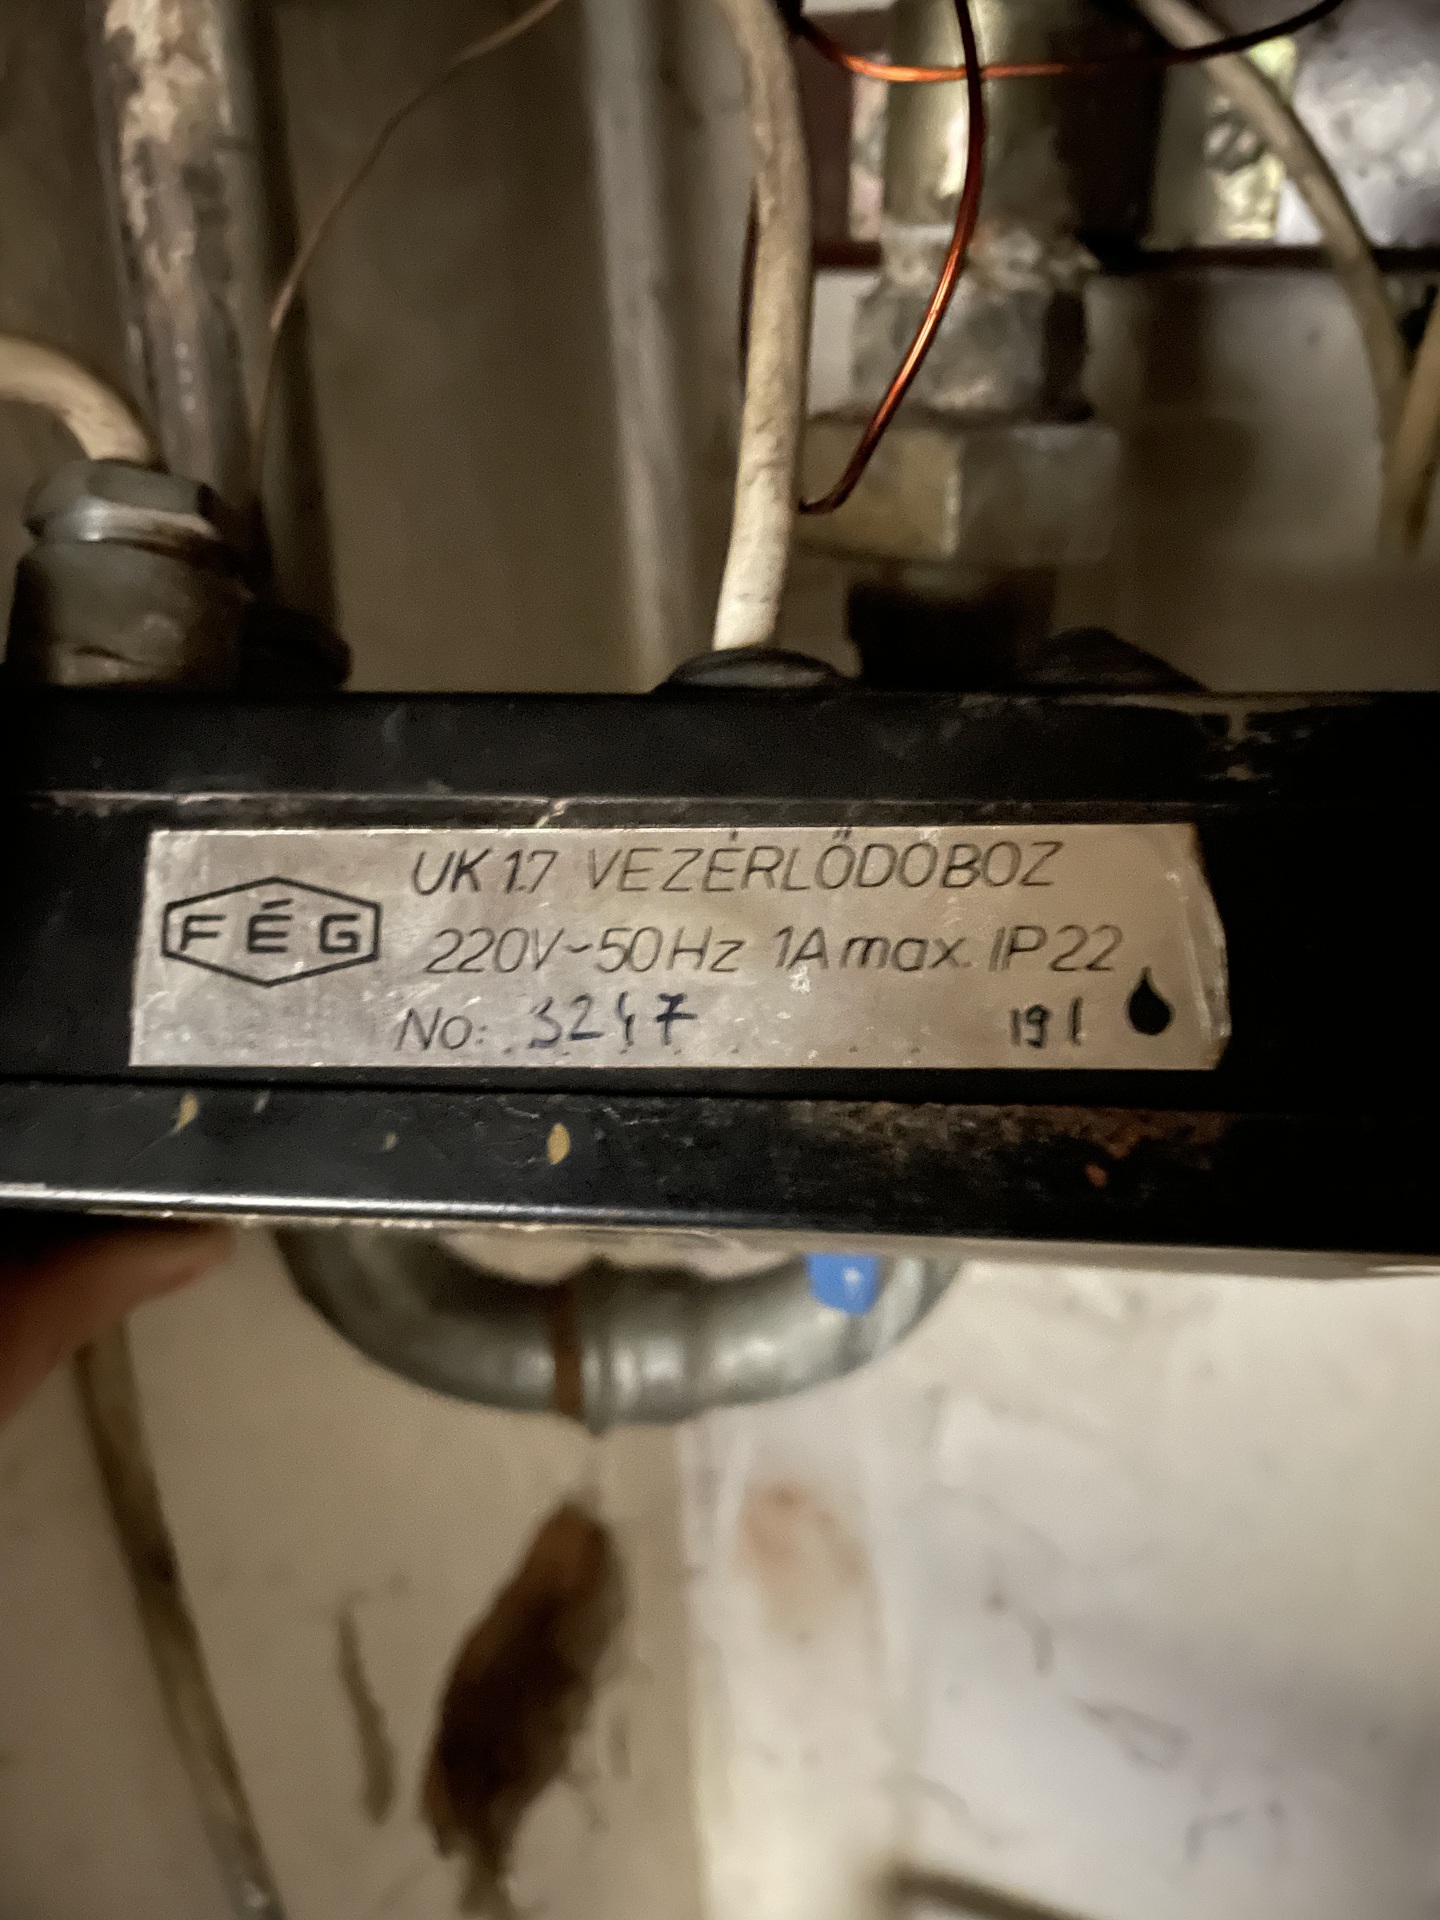 UK 1.7 VEZÉRLŐDOBOZ
FÉG
220V~50Hz 1A max. IP22
No: 3247 191